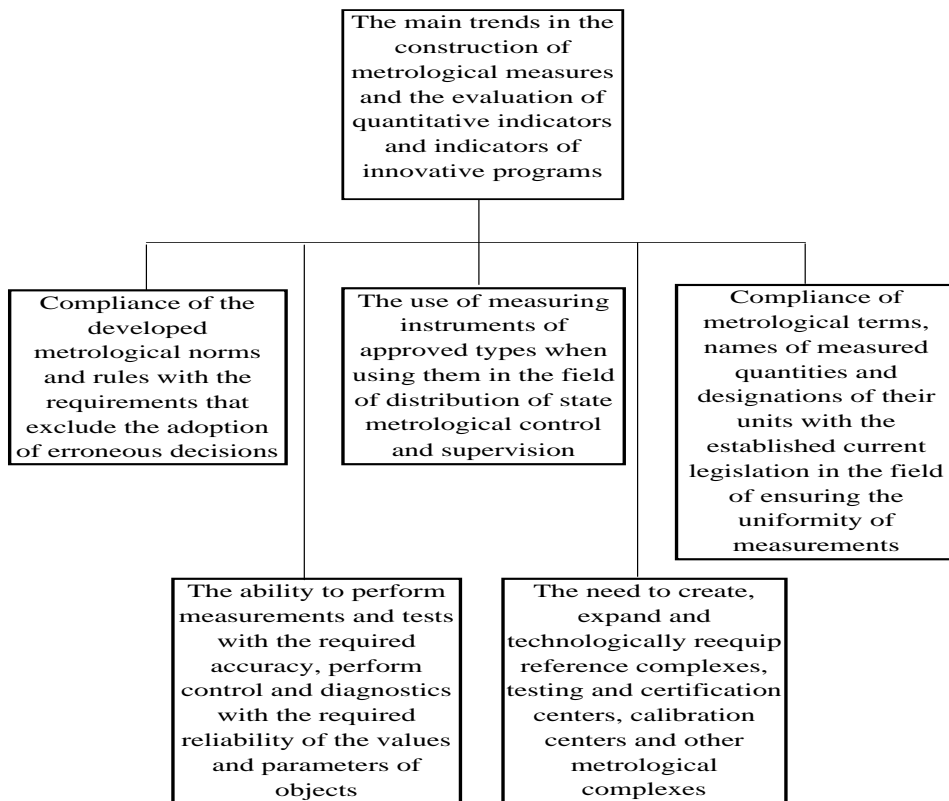 The main trends in the
construction of
metrological measures
and the evaluation of
quantitative indicators
and indicators of
innovative programs
Compliance of the
developed
metrological norms
and rules with the
requirements that
exclude the adoption
of erroneous decisions
The use of measuring
instruments of
approved types when
using them in the field
of distribution of state
metrological control
and supervision
Compliance of
metrological terms,
names of measured
quantities and
designations of their
units with the
established current
legislation in the field
of ensuring the
uniformity of
measurements
The ability to perform
measurements and tests
with the required
accuracy, perform
control and diagnostics
with the required
reliability of the values
and parameters of
objects
The need to create,
expand and
technologically reequip
reference complexes,
testing and certification
centers, calibration
centers and other
metrological
complexes